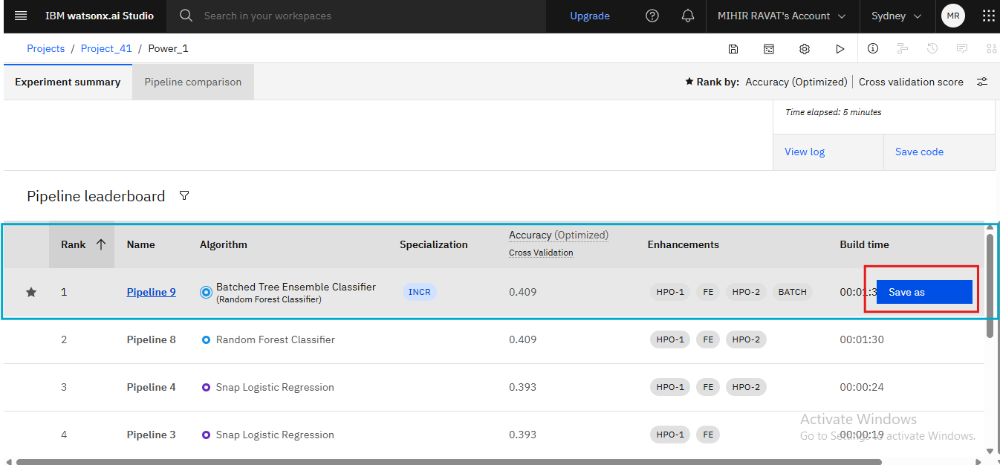 IBM watsonx.ai Studio Search in your workspaces Upgrade MIHIR RAVAT's Account Sydney MR
Projects / Project_41 / Power_1
Experiment summary Pipeline comparison Rank by: Accuracy (Optimized) Cross validation score
Time elapsed: 5 minutes
View log Save code
Pipeline leaderboard
Rank Name Algorithm Specialization Accuracy (Optimized) Enhancements Build time
Cross Validation
1 Pipeline 9 Batched Tree Ensemble Classifier INCR 0.409 HPO-1 FE HPO-2 BATCH 00:01:3 Save as
(Random Forest Classifier)
2 Pipeline 8 Random Forest Classifier 0.409 HPO-1 FE HPO-2 00:01:30
3 Pipeline 4 Snap Logistic Regression 0.393 HPO-1 FE HPO-2 00:00:24
Activate Windows
4 Pipeline 3 Snap Logistic Regression 0.393 HPO-1 FE 00:00:19
Go to Settings to activate Windows.